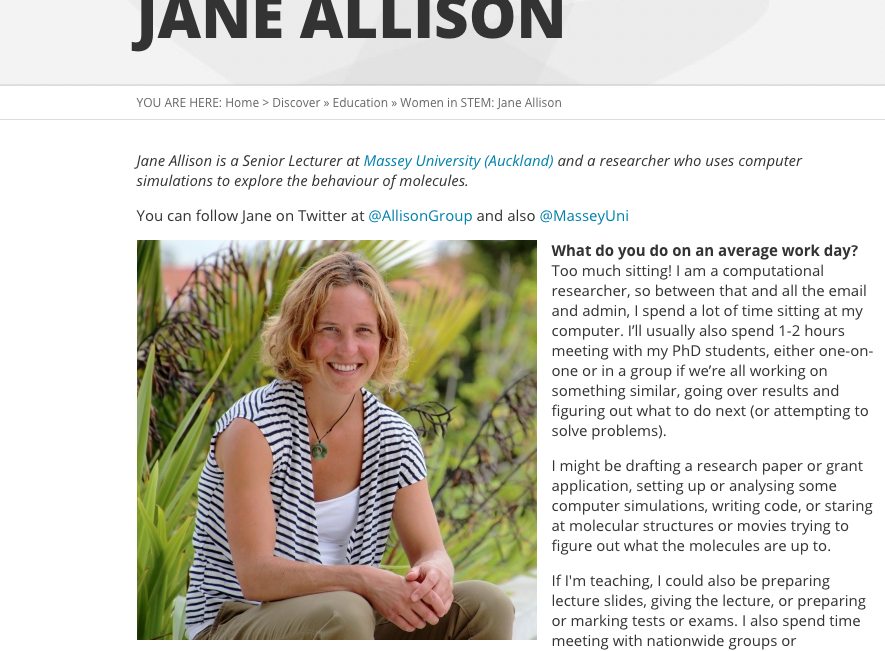 JANE ALLISON
YOU ARE HERE: Home > Discover » Education » Women in STEM: Jane Allison
Jane Allison is a Senior Lecturer at Massey University (Auckland) and a researcher who uses computer
simulations to explore the behaviour of molecules.
You can follow Jane on Twitter at @AllisonGroup and also @MasseyUni
What do you do on an average work day?
Too much sitting! I am a computational
researcher, so between that and all the email
and admin, I spend a lot of time sitting at my
computer. I’ll usually also spend 1-2 hours
meeting with my PhD students, either one-on-
one or in a group if we’re all working on
something similar, going over results and
figuring out what to do next (or attempting to
solve problems).
I might be drafting a research paper or grant
application, setting up or analysing some
computer simulations, writing code, or staring
at molecular structures or movies trying to
figure out what the molecules are up to.
If I'm teaching, I could also be preparing
lecture slides, giving the lecture, or preparing
or marking tests or exams. I also spend time
meeting with nationwide groups or